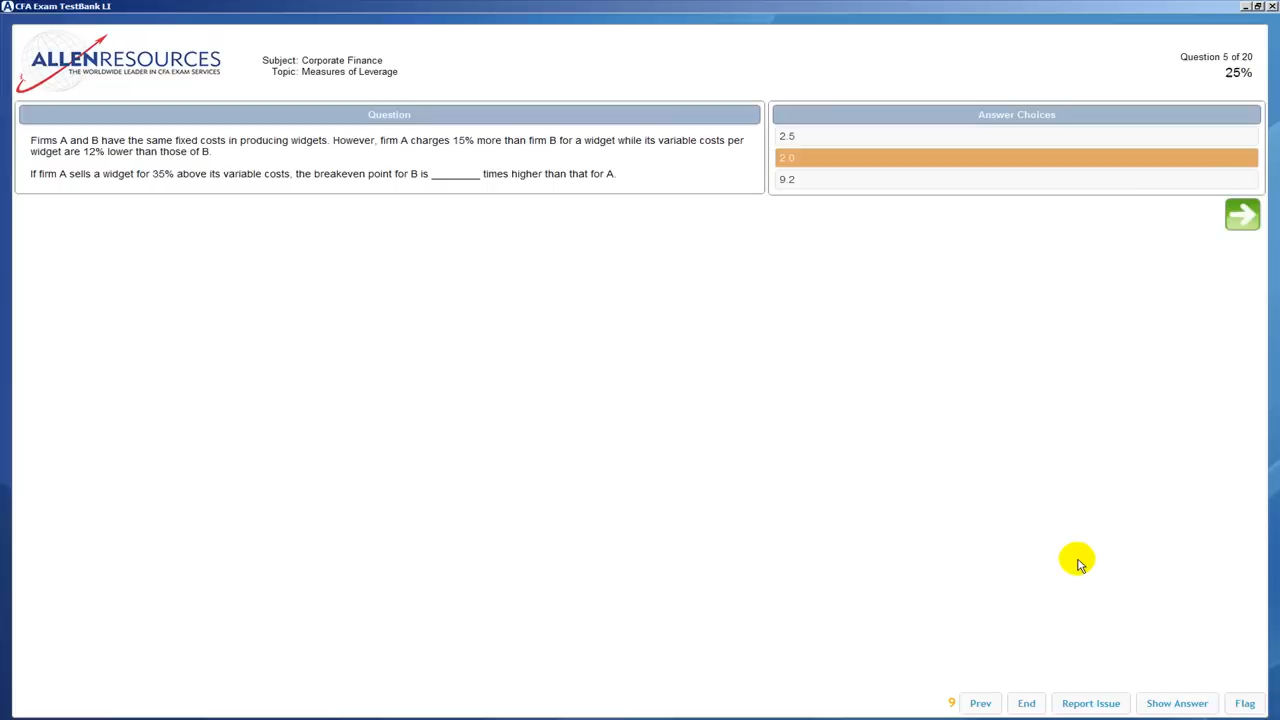 CFA Exam TestBank LI
ALLENRESOURCES
THE WORLDWIDE LEADER IN CFA EXAM SERVICES
Subject: Corporate Finance
Topic: Measures of Leverage
Question 5 of 20
25%
Question
Firms A and B have the same fixed costs in producing widgets. However, firm A charges 15% more than firm B for a widget while its variable costs per
widget are 12% lower than those of B.
If firm A sells a widget for 35% above its variable costs, the breakeven point for B is ________ times higher than that for A.
Answer Choices
2.5
2.0
9.2
9
Prev
End
Report Issue
Show Answer
Flag